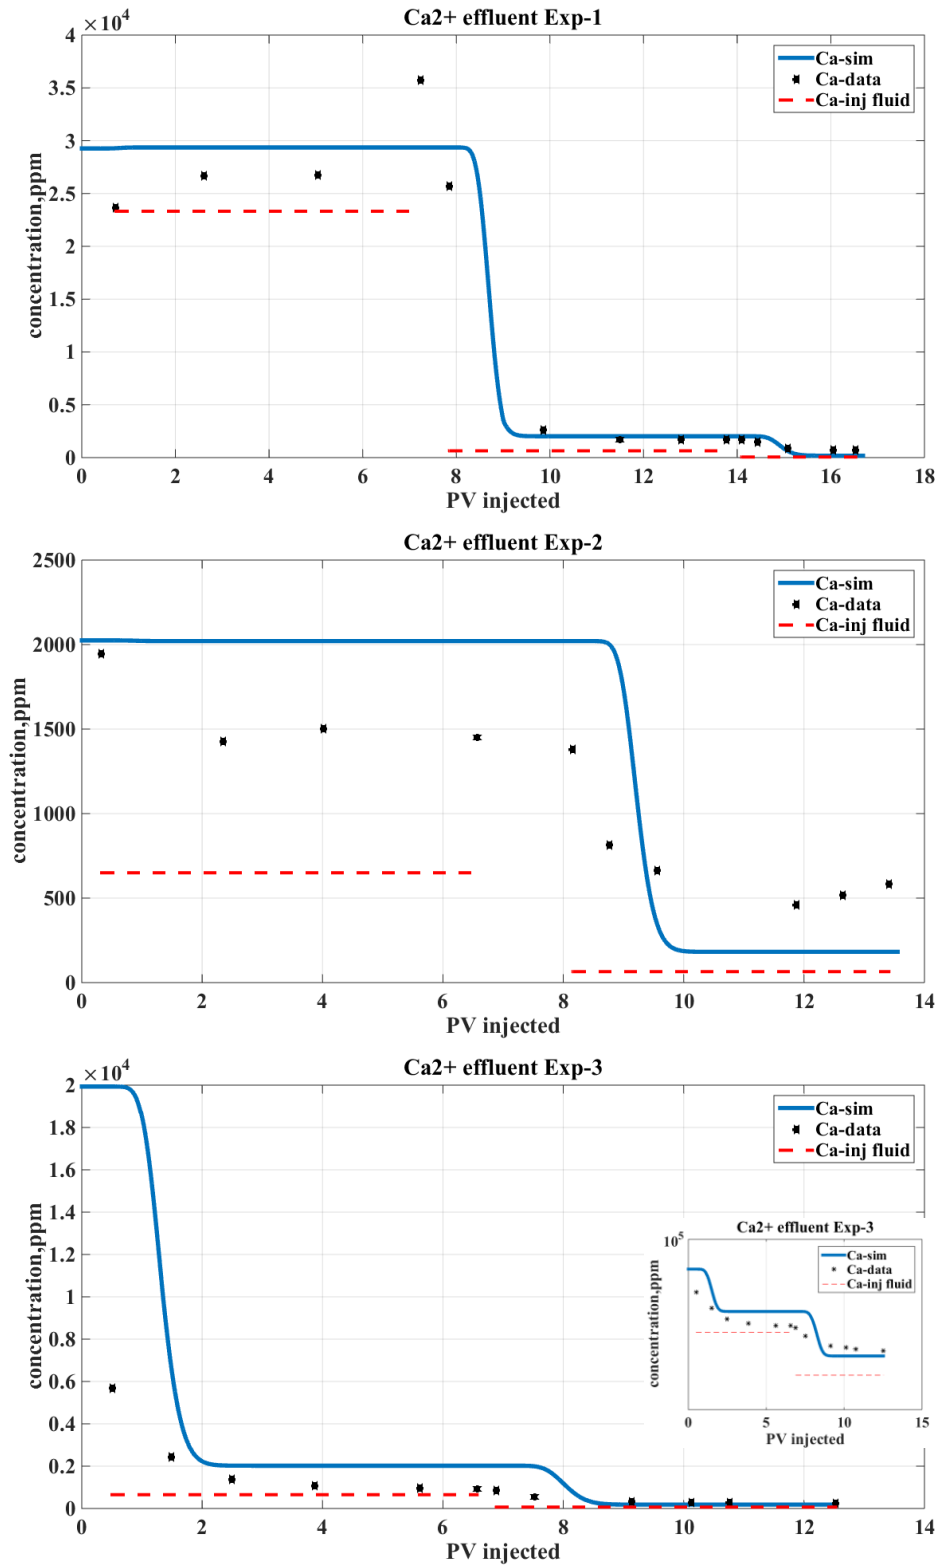 Ca2+ effluent Exp-1
×10⁴
4
3.5
3
2.5
2
1.5
1
0.5
0
concentration,ppm
Ca-sim
Ca-data
Ca-inj fluid
0 2 4 6 8 10 12 14 16 18
PV injected
Ca2+ effluent Exp-2
2500
2000
1500
1000
500
0
concentration,ppm
Ca-sim
Ca-data
Ca-inj fluid
0 2 4 6 8 10 12 14
PV injected
Ca2+ effluent Exp-3
×10⁴
2
1.8
1.6
1.4
1.2
1
0.8
0.6
0.4
0.2
0
concentration,ppm
Ca-sim
Ca-data
Ca-inj fluid
Ca2+ effluent Exp-3
10⁵
concentration,ppm
Ca-sim
Ca-data
Ca-inj fluid
0 5 10 15
PV injected
0 2 4 6 8 10 12 14
PV injected